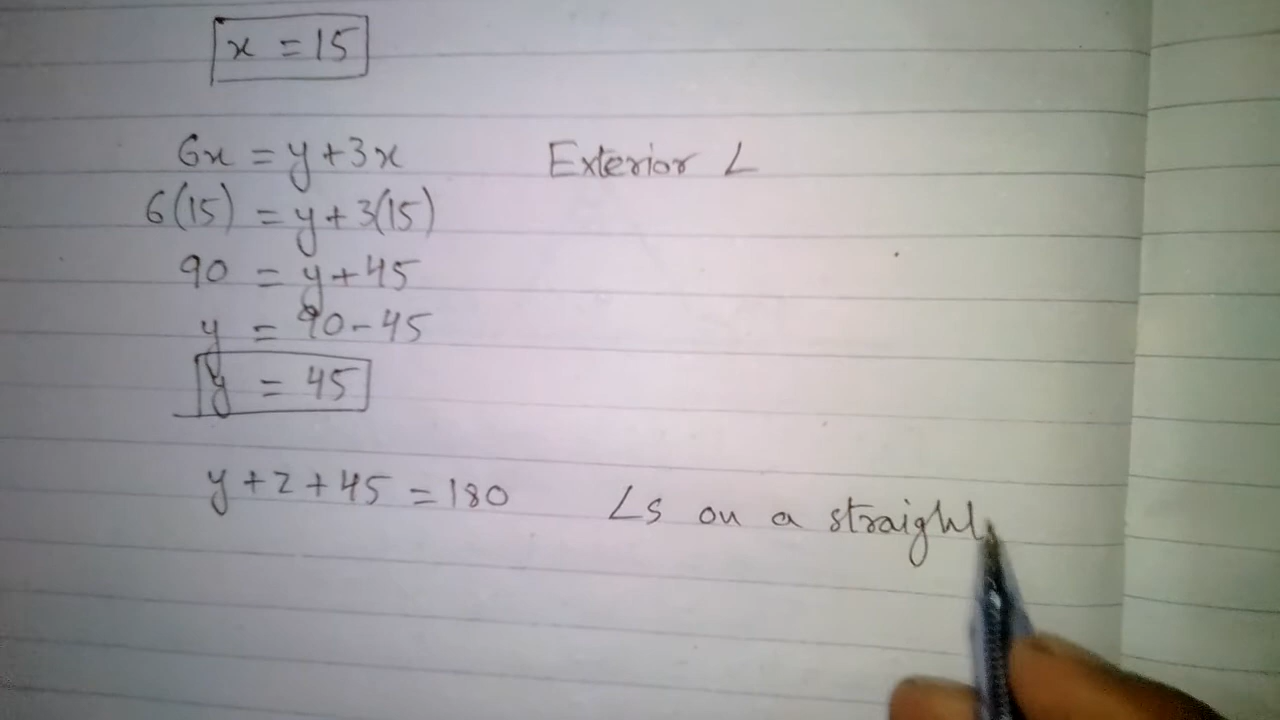 x = 15
6x = y + 3x Exterior ∠
6(15) = y + 3(15)
90 = y + 45
y = 90 - 45
y = 45
y + z + 45 = 180 ∠s on a straight